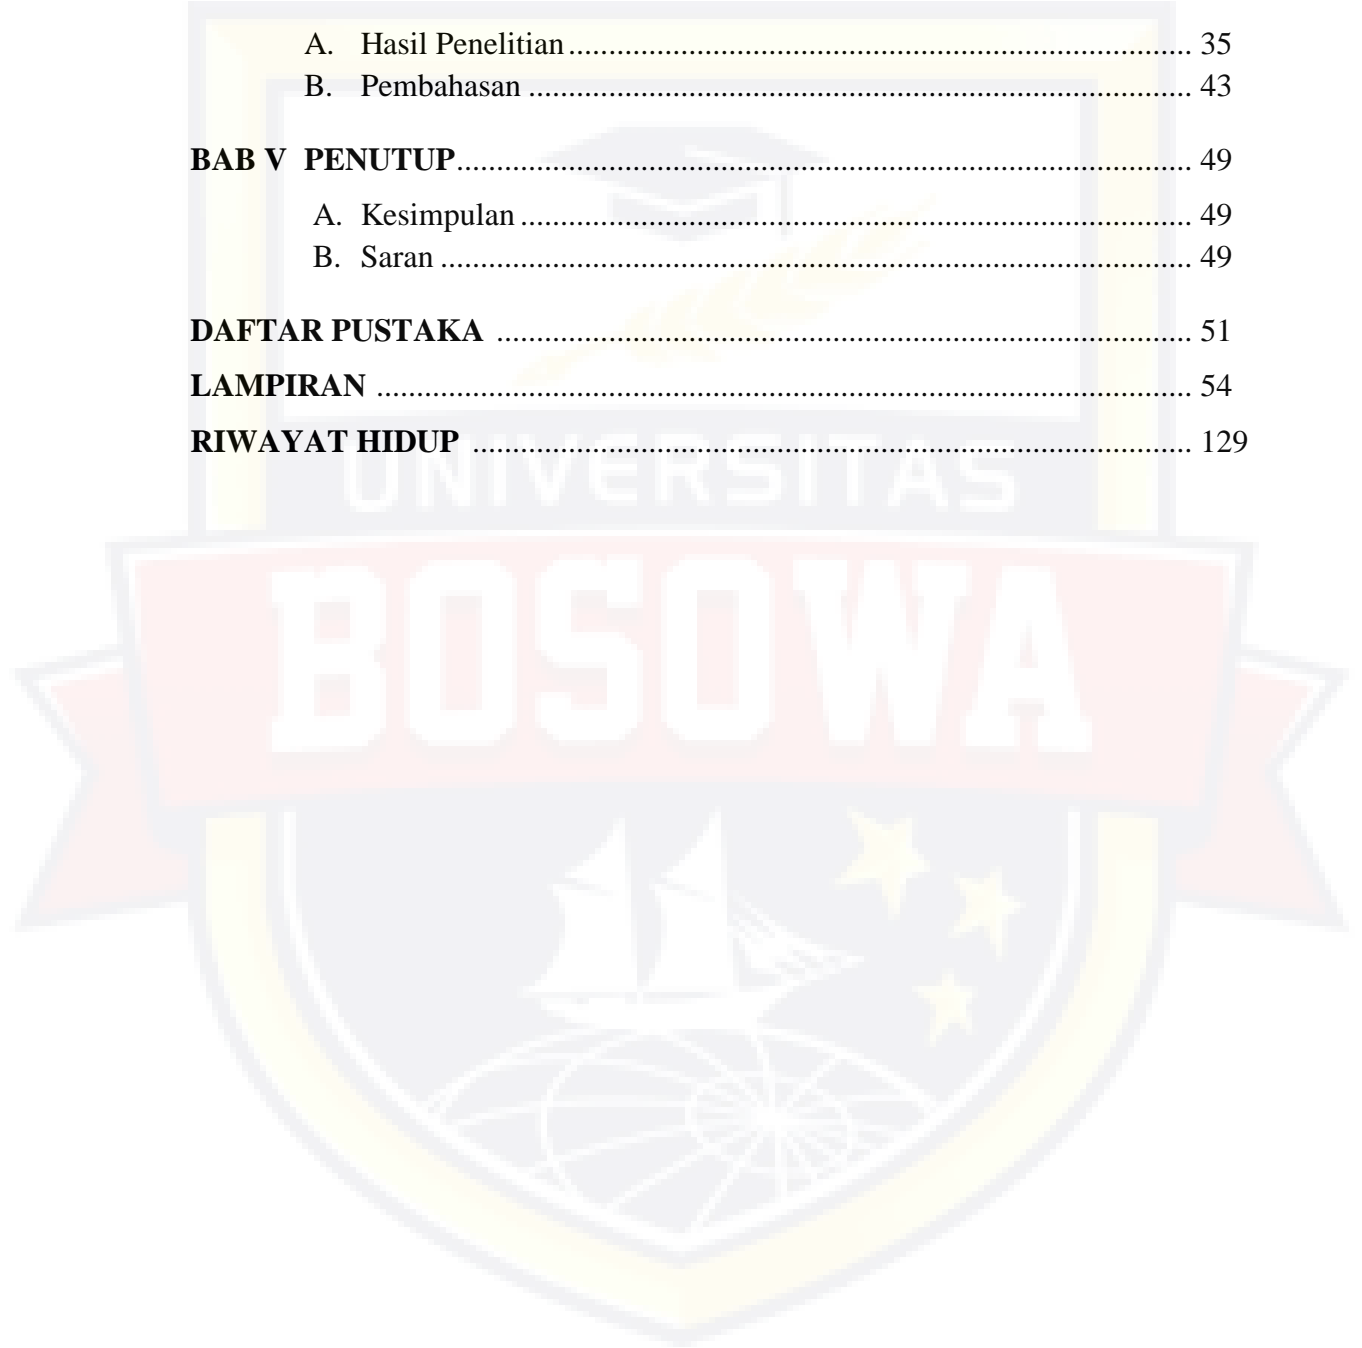 A. Hasil Penelitian ............................................................................... 35
B. Pembahasan .................................................................................... 43
BAB V PENUTUP ............................................................................................ 49
A. Kesimpulan ..................................................................................... 49
B. Saran ............................................................................................... 49
DAFTAR PUSTAKA ........................................................................................ 51
LAMPIRAN ...................................................................................................... 54
RIWAYAT HIDUP ........................................................................................... 129
UNIVERSITAS
BOSOWA